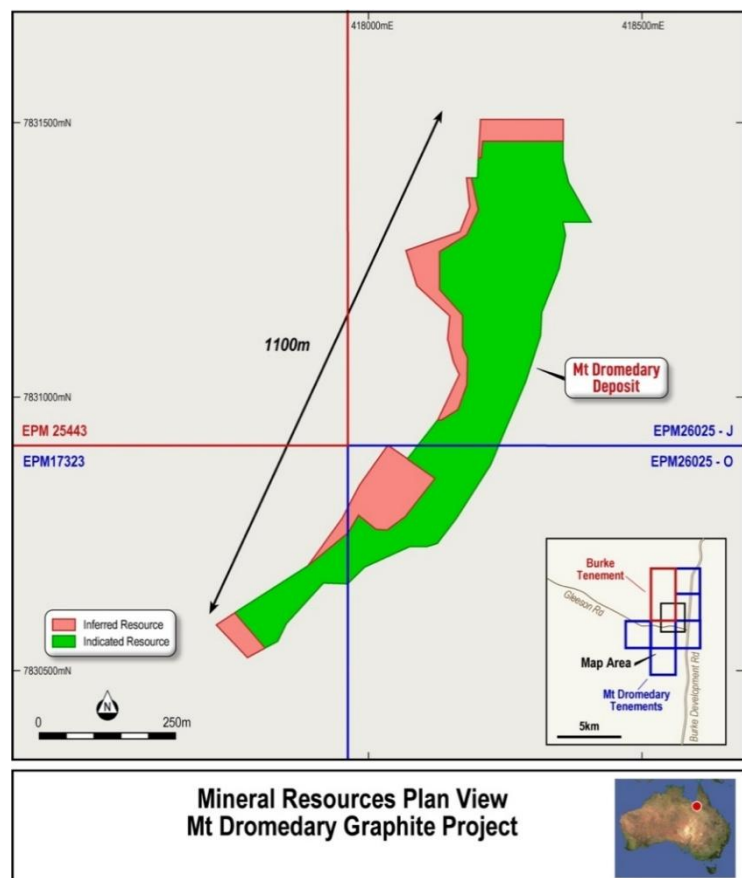 418000mE
418500mE
7831500mN
1100m
Mt Dromedary
Deposit
7831000mN
EPM 25443
EPM26025 - J
EPM17323
EPM26025 - O
Burke
Tenement
Gleeson Rd
Inferred Resource
Indicated Resource
Map Area
Burke Development Rd
Mt Dromedary
Tenements
7830500mN
N
0
250m
5km
Mineral Resources Plan View
Mt Dromedary Graphite Project